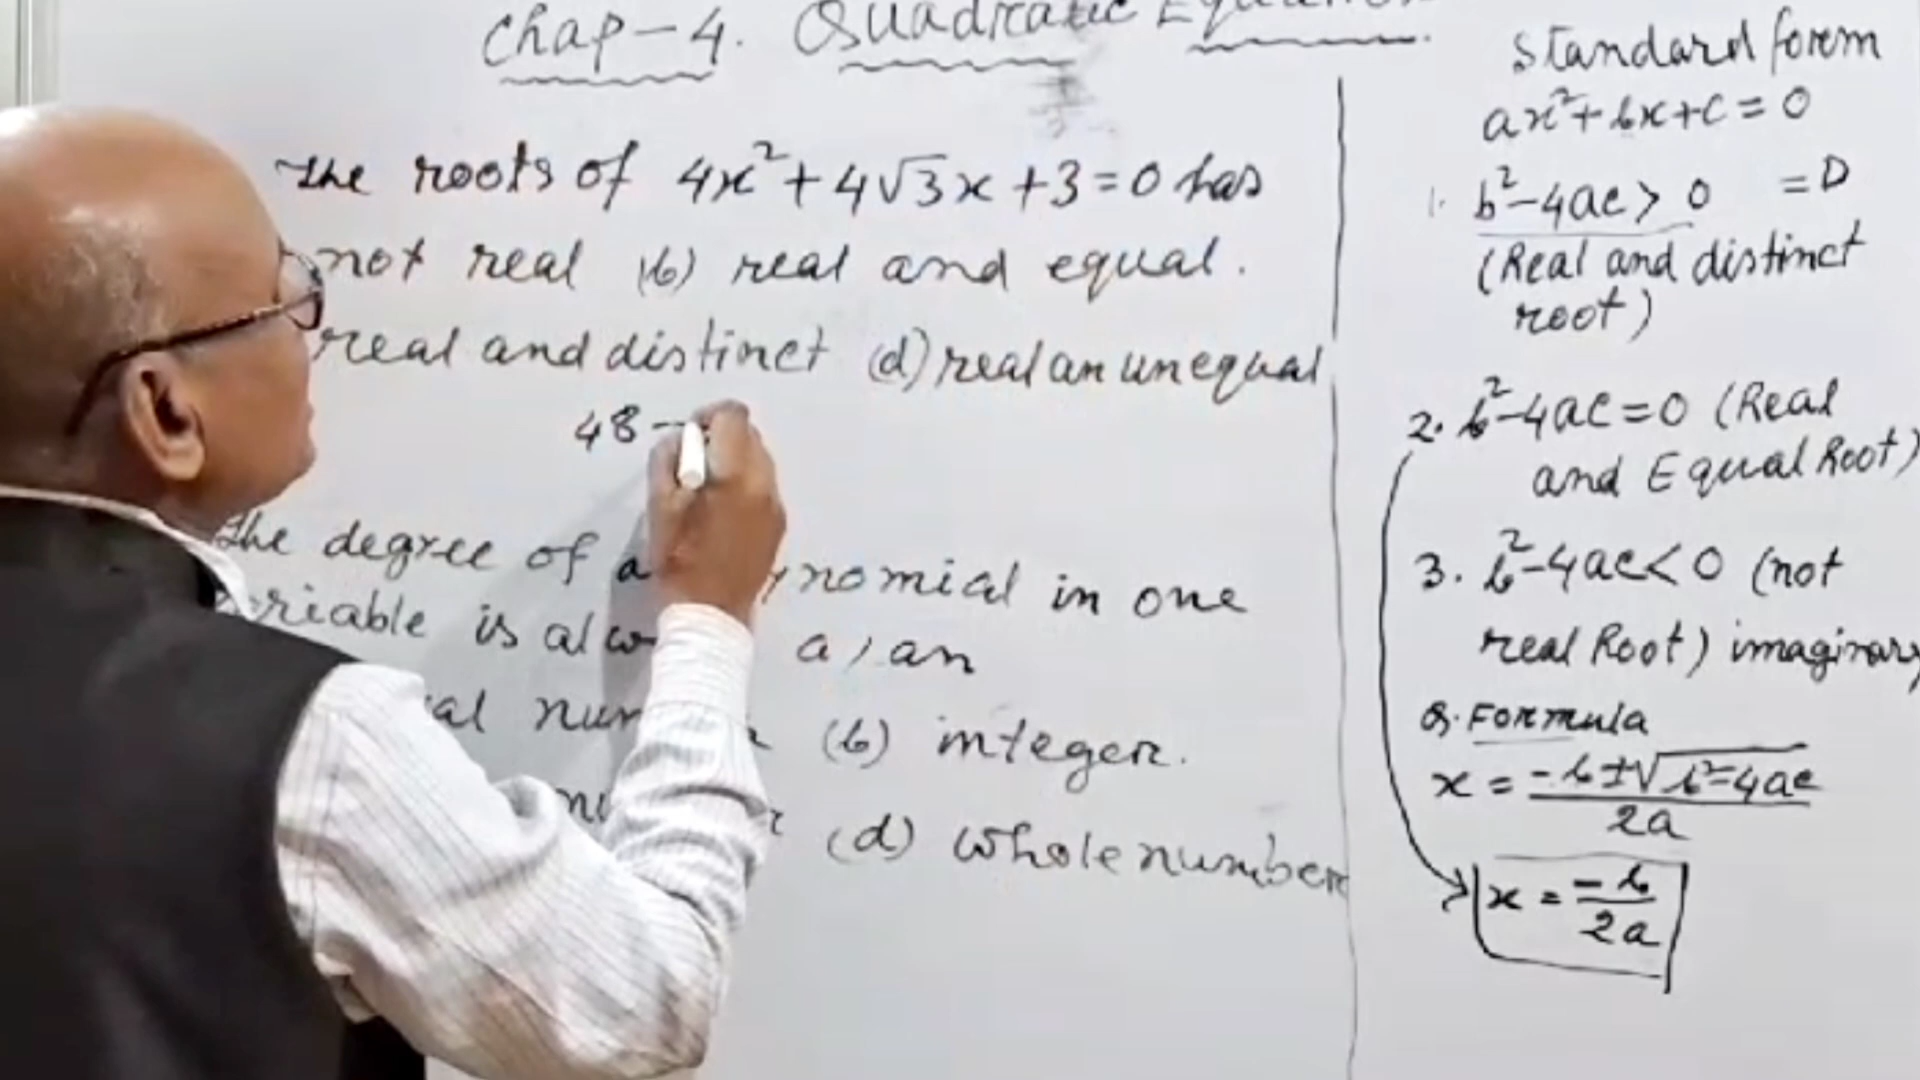 Chap-4. Quadratic Equation
the roots of 4x²+4√3x+3=0 has
not real (b) real and equal.
real and distinct (d) real an unequal
48-
The degree of a in one
is a, an
(b) integer.
(d) whole number
Standard form
ax²+bx+c=0
1. b²-4ac>0 =D
(Real and distinct
root)
2. b²-4ac=0 (Real
and Equal Root)
3. b²-4ac<0 (not
real Root) imaginary
Q. Formula
x = -b±√b²-4ac / 2a
x = -b / 2a